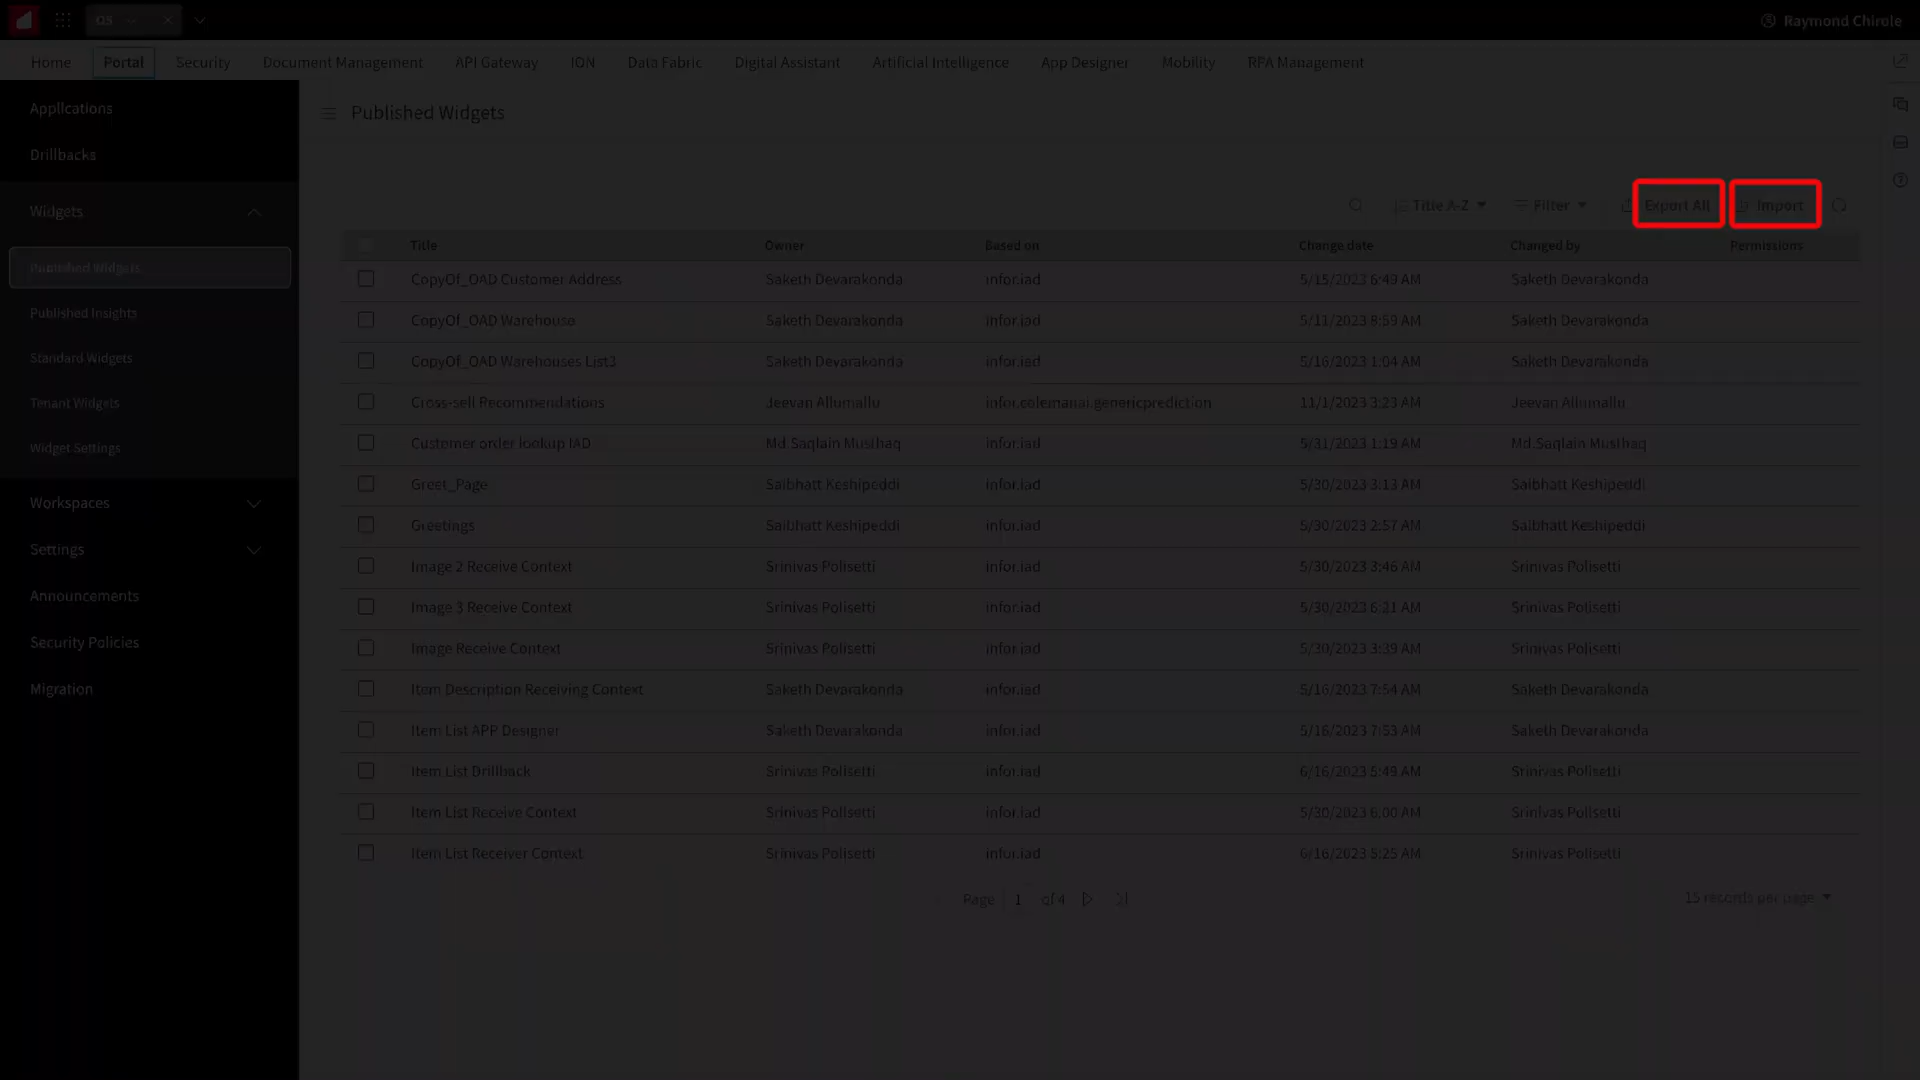 OS
Raymond Chirole
Home Portal Security Document Management API Gateway ION Data Fabric Digital Assistant Artificial Intelligence App Designer Mobility RPA Management
Applications
Drillbacks
Widgets
Published Widgets
Published Insights
Standard Widgets
Tenant Widgets
Widget Settings
Workspaces
Settings
Announcements
Security Policies
Migration
Published Widgets
Title A-Z Filter Export All Import
Title Owner Based on Change date Changed by Permissions
CopyOf_OAD Customer Address Saketh Devarakonda infor.iad 5/15/2023 6:49 AM Saketh Devarakonda
CopyOf_OAD Warehouse Saketh Devarakonda infor.iad 5/11/2023 8:59 AM Saketh Devarakonda
CopyOf_OAD Warehouses List3 Saketh Devarakonda infor.iad 5/16/2023 1:04 AM Saketh Devarakonda
Cross-sell Recommendations Jeevan Allumallu infor.colemanai.genericprediction 11/1/2023 3:23 AM Jeevan Allumallu
Customer order lookup IAD Md.Saqlain Musthaq infor.iad 5/31/2023 1:19 AM Md.Saqlain Musthaq
Greet_Page Saibhatt Keshipeddi infor.iad 5/30/2023 3:13 AM Saibhatt Keshipeddi
Greetings Saibhatt Keshipeddi infor.iad 5/30/2023 2:57 AM Saibhatt Keshipeddi
Image 2 Receive Context Srinivas Polisetti infor.iad 5/30/2023 3:46 AM Srinivas Polisetti
Image 3 Receive Context Srinivas Polisetti infor.iad 5/30/2023 6:21 AM Srinivas Polisetti
Image Receive Context Srinivas Polisetti infor.iad 5/30/2023 3:39 AM Srinivas Polisetti
Item Description Receiving Context Saketh Devarakonda infor.iad 5/16/2023 7:54 AM Saketh Devarakonda
Item List APP Designer Saketh Devarakonda infor.iad 5/16/2023 7:53 AM Saketh Devarakonda
Item List Drillback Srinivas Polisetti infor.iad 6/16/2023 5:49 AM Srinivas Polisetti
Item List Receive Context Srinivas Polisetti infor.iad 5/30/2023 6:00 AM Srinivas Polisetti
Item List Receiver Context Srinivas Polisetti infor.iad 6/16/2023 5:25 AM Srinivas Polisetti
Page 1 of 4
15 records per page